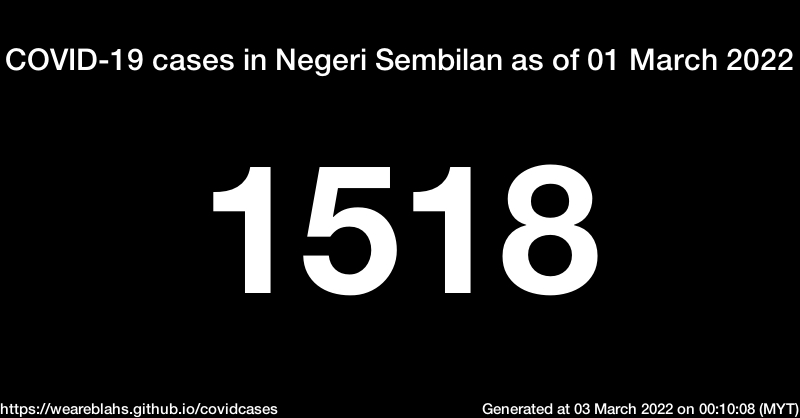 COVID-19 cases in Negeri Sembilan as of 01 March 2022
1518
https://weareblahs.github.io/covidcases
Generated at 03 March 2022 on 00:10:08 (MYT)